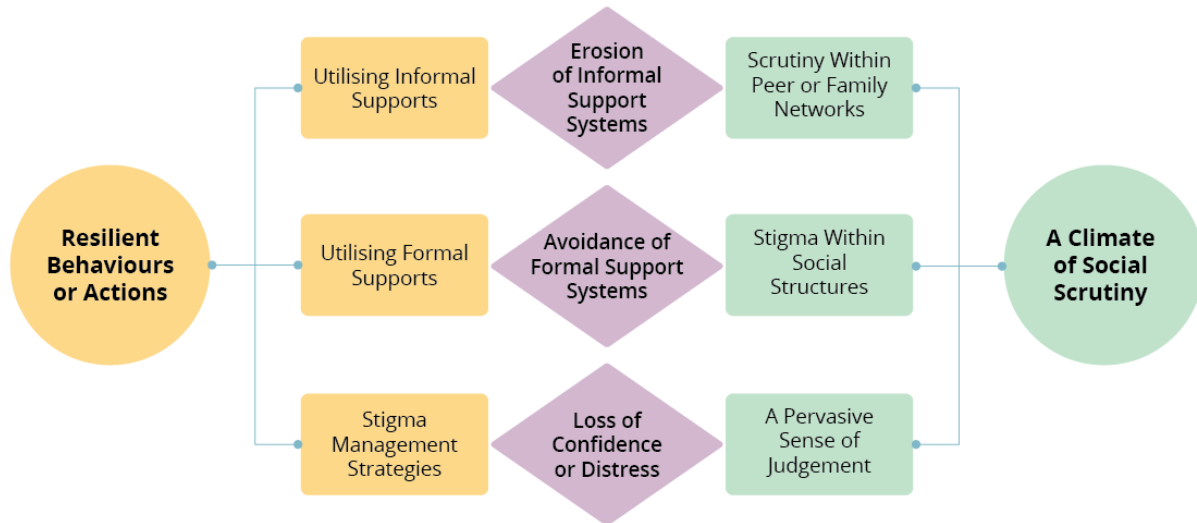 Utilising Informal
Supports
Erosion
of Informal
Support
Systems
Scrutiny Within
Peer or Family
Networks
Resilient
Behaviours
or Actions
Utilising Formal
Supports
Avoidance of
Formal Support
Systems
Stigma Within
Social
Structures
A Climate
of Social
Scrutiny
Stigma
Management
Strategies
Loss of
Confidence
or Distress
A Pervasive
Sense of
Judgement